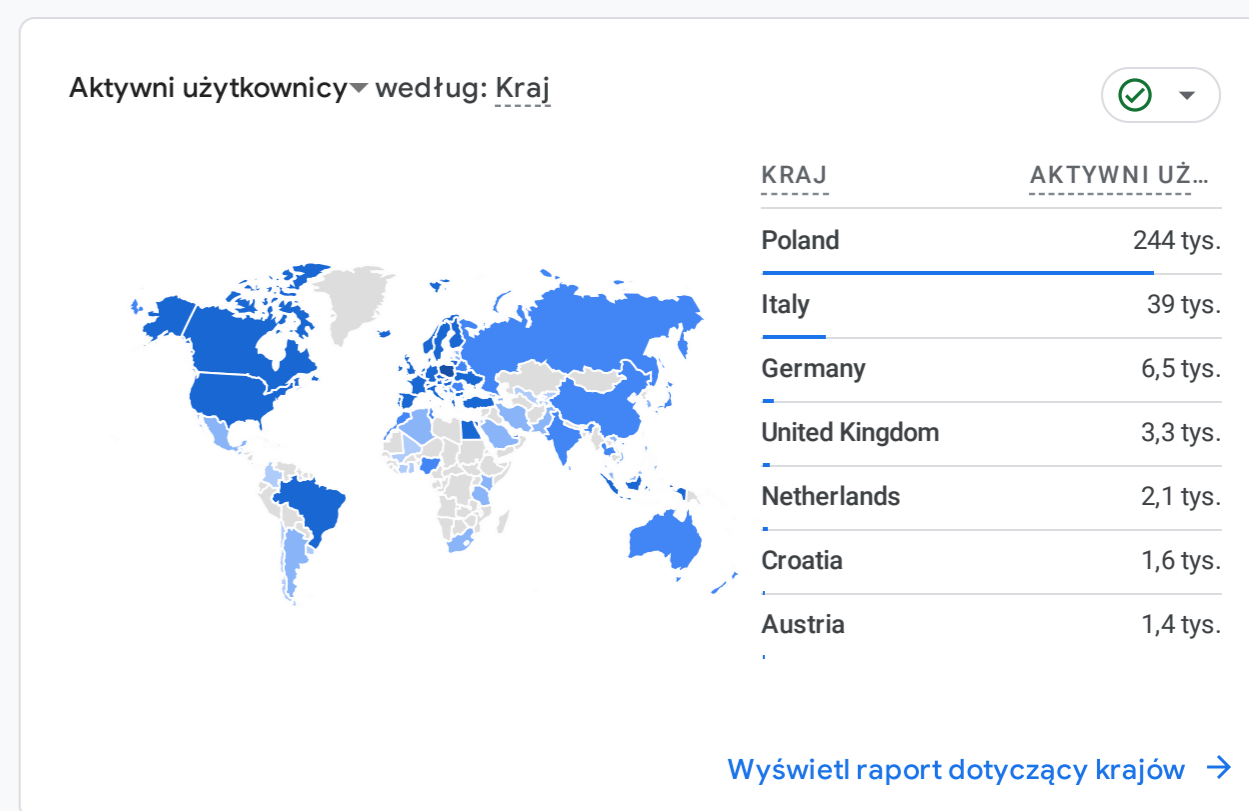 Aktywni użytkownicy według: Kraj
KRAJ AKTYWNI UŻ...
Poland 244 tys.
Italy 39 tys.
Germany 6,5 tys.
United Kingdom 3,3 tys.
Netherlands 2,1 tys.
Croatia 1,6 tys.
Austria 1,4 tys.
Wyświetl raport dotyczący krajów